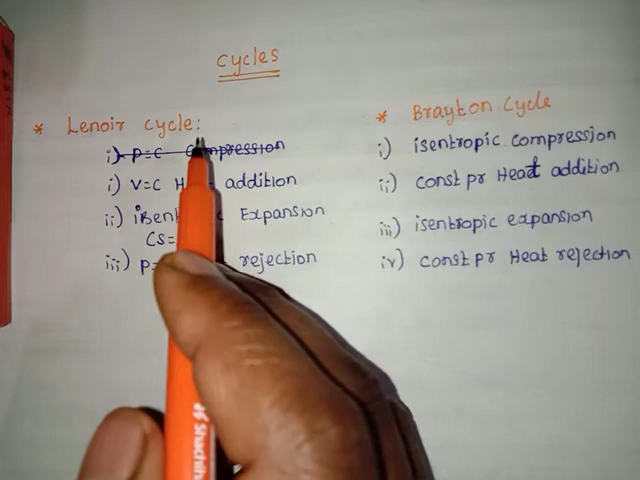 Cycles
* Lenoir cycle:
i) P=C Compression
i) V=C addition
ii) Expansion
CS=
iii) P= rejection
* Brayton Cycle
i) isentropic compression
ii) const pr Heat addition
iii) isentropic expansion
iv) const pr Heat rejection